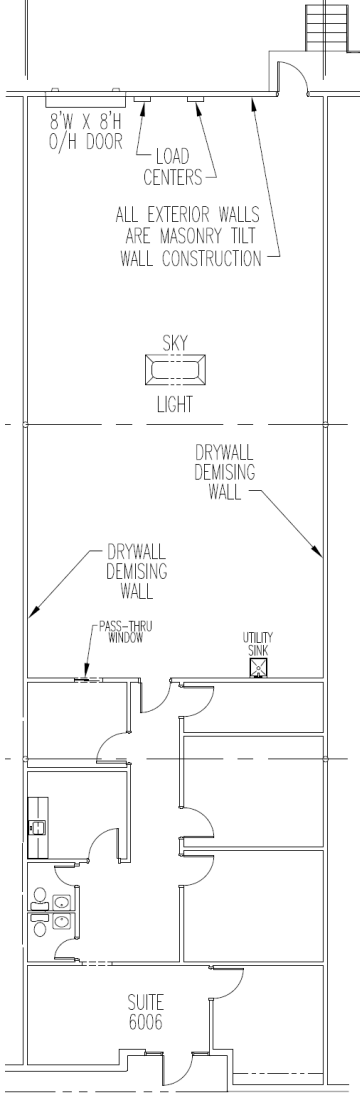 8'W X 8'H
O/H DOOR
LOAD
CENTERS
ALL EXTERIOR WALLS
ARE MASONRY TILT
WALL CONSTRUCTION
SKY
LIGHT
DRYWALL
DEMISING
WALL
DRYWALL
DEMISING
WALL
PASS-THRU
WINDOW
UTILITY
SINK
SUITE
6006